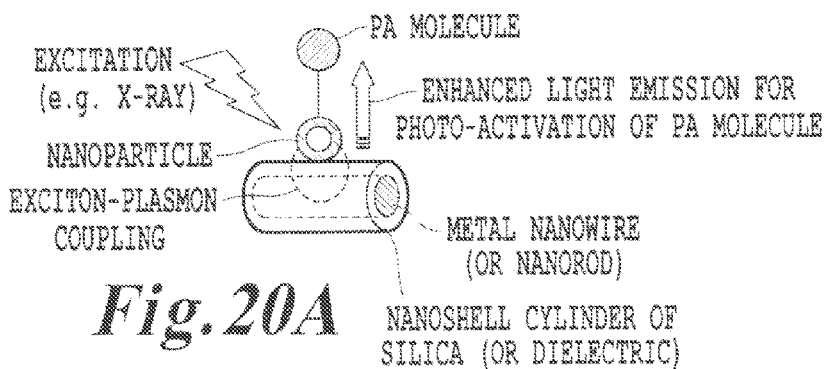 PA MOLECULE
EXCITATION
(e.g. X-RAY)
ENHANCED LIGHT EMISSION FOR
PHOTO-ACTIVATION OF PA MOLECULE
NANOPARTICLE
EXCITON-PLASMON
COUPLING
METAL NANOWIRE
(OR NANOROD)
NANOSHELL CYLINDER OF
SILICA (OR DIELECTRIC)
Fig. 20A